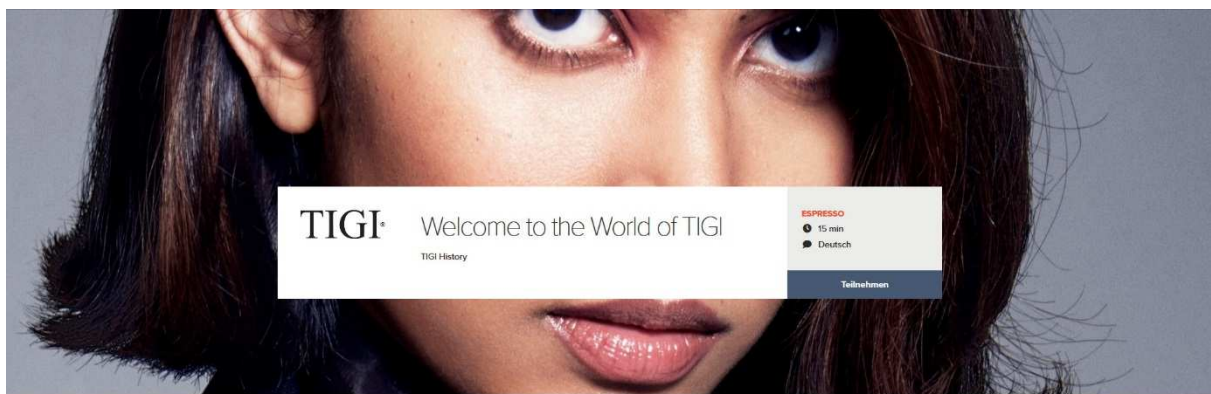 TIGI®
Welcome to the World of TIGI
TIGI History
ESPRESSO
15 min
Deutsch
Teilnehmen